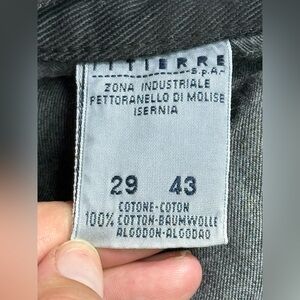 ITTIERRE
S.p.A.
ZONA INDUSTRIALE
PETTORANELLO DI MOLISE
ISERNIA
29 43
COTONE-COTON
100% COTTON-BAUMWOLLE
ALGODON-ALGODAO